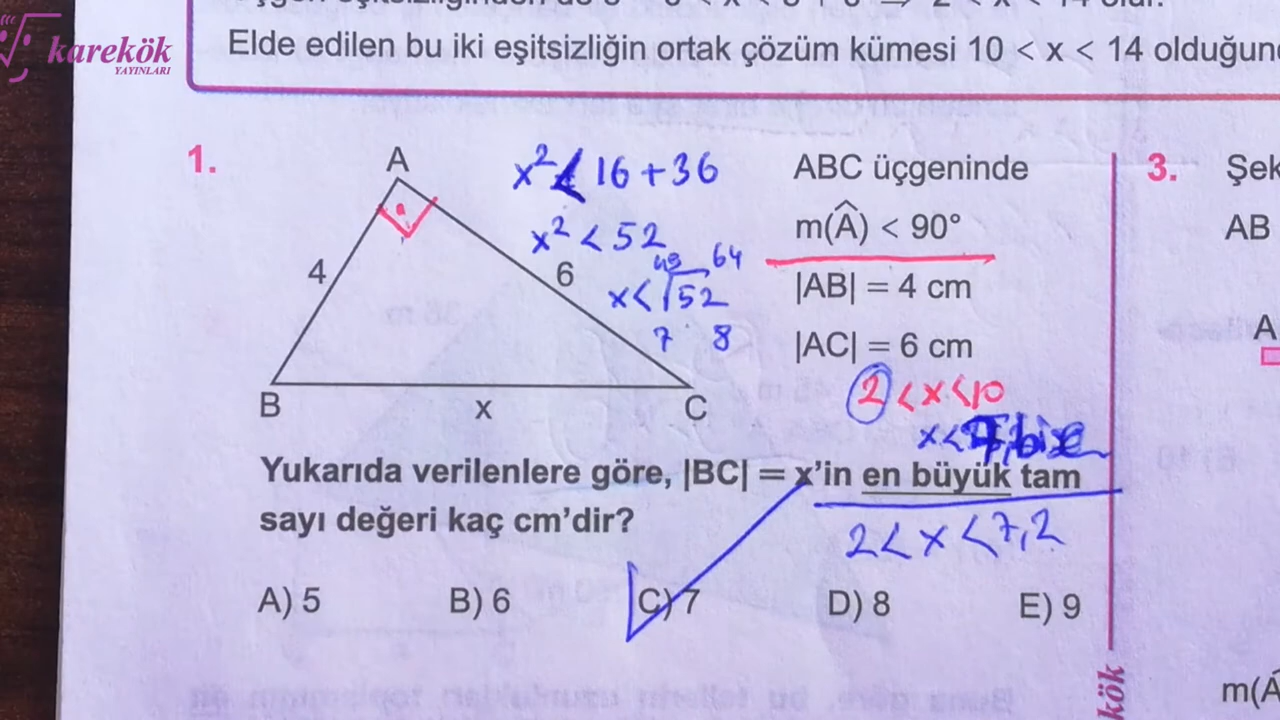 karekök
YAYINLARI
Elde edilen bu iki eşitsizliğin ortak çözüm kümesi 10 < x < 14
1.
A
4
6
B
x
C
x² < 16 + 36
x² < 52
49 64
x < √52
7 8
ABC üçgeninde
m(Â) < 90°
|AB| = 4 cm
|AC| = 6 cm
2 < x < 10
x < 7,
Yukarıda verilenlere göre, |BC| = x'in en büyük tam
sayı değeri kaç cm'dir?
2 < x < 7,2
A) 5 B) 6 C) 7 D) 8 E) 9
3.
Şek
AB
A
m(A
kök